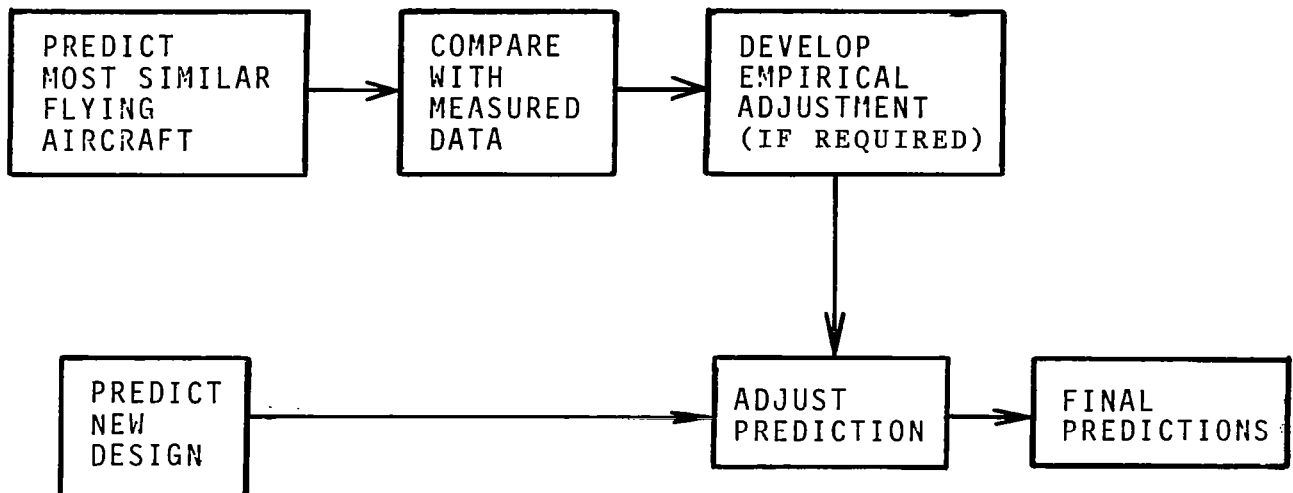 PREDICT
MOST SIMILAR
FLYING
AIRCRAFT
COMPARE
WITH
MEASURED
DATA
DEVELOP
EMPIRICAL
ADJUSTMENT
(IF REQUIRED)
PREDICT
NEW
DESIGN
ADJUST
PREDICTION
FINAL
PREDICTIONS